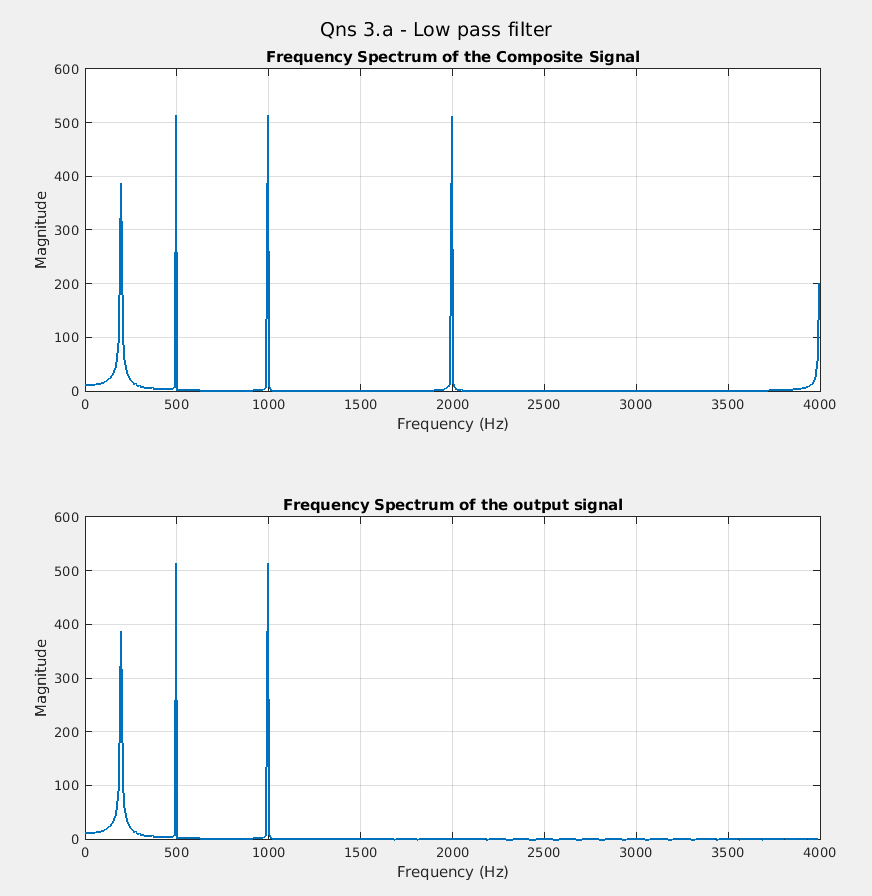 Qns 3.a - Low pass filter
Frequency Spectrum of the Composite Signal
600
500
400
300
200
100
0
Magnitude
0 500 1000 1500 2000 2500 3000 3500 4000
Frequency (Hz)
Frequency Spectrum of the output signal
600
500
400
300
200
100
0
Magnitude
0 500 1000 1500 2000 2500 3000 3500 4000
Frequency (Hz)